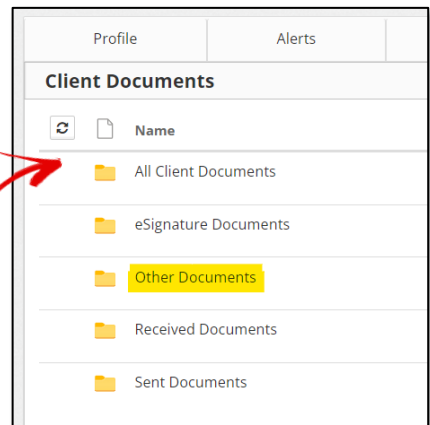 Profile Alerts
Client Documents
Name
All Client Documents
eSignature Documents
Other Documents
Received Documents
Sent Documents